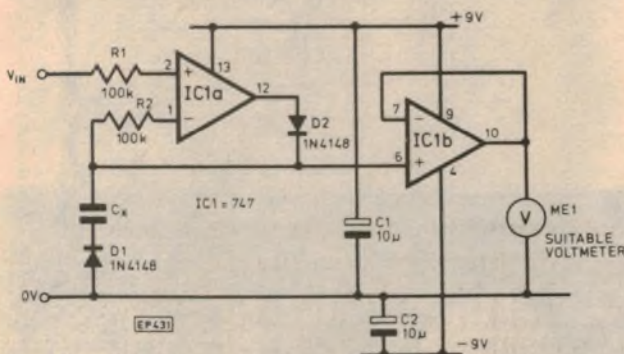 +9V
R1
VIN
100k
R2
100k
2
+
1
−
13
IC1a
12
D2
1N4148
7
−
6
+
IC1b
9
10
4
Cx
IC1 = 747
D1
1N4148
C1
10µ
V
ME1
SUITABLE
VOLTMETER
0V
EP431
C2
10µ
−9V